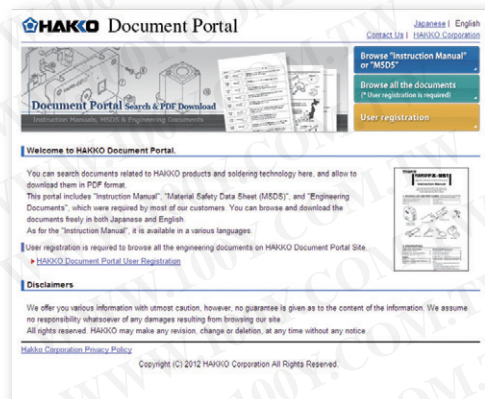 HAKKO Document Portal
Japanese | English
Contact Us | HAKKO Corporation
Document Portal Search & PDF Download
Instruction Manuals, MSDS & Engineering Documents
Browse "Instruction Manual"
or "MSDS"
Browse all the documents
(* User registration is required)
User registration
Welcome to HAKKO Document Portal.
You can search documents related to HAKKO products and soldering technology here, and allow to
download them in PDF format.
This portal includes "Instruction Manual", "Material Safety Data Sheet (MSDS)", and "Engineering
Documents", which were required by most of our customers. You can browse and download the
documents freely in both Japanese and English.
As for the "Instruction Manual", it is available in a various languages.
User registration is required to browse all the engineering documents on HAKKO Document Portal Site.
HAKKO Document Portal User Registration
Disclaimers
We offer you various information with utmost caution, however, no guarantee is given as to the content of the information. We assume
no responsibility whatsoever of any damages resulting from browsing our site.
All rights reserved. HAKKO may make any revision, change or deletion, at any time without any notice.
Hakko Corporation Privacy Policy
Copyright (C) 2012 HAKKO Corporation All Rights Reserved.